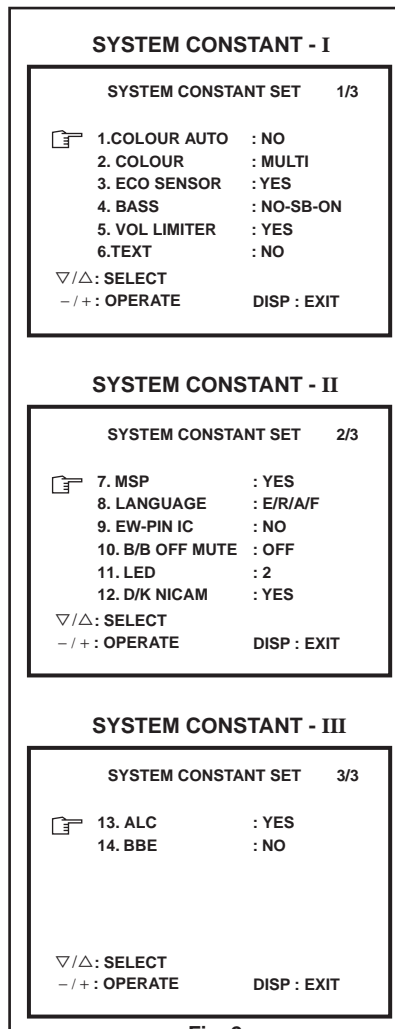 SYSTEM CONSTANT - I
SYSTEM CONSTANT SET 1/3
1.COLOUR AUTO : NO
2. COLOUR : MULTI
3. ECO SENSOR : YES
4. BASS : NO-SB-ON
5. VOL LIMITER : YES
6.TEXT : NO
▽/△: SELECT
– / + : OPERATE DISP : EXIT
SYSTEM CONSTANT - II
SYSTEM CONSTANT SET 2/3
7. MSP : YES
8. LANGUAGE : E/R/A/F
9. EW-PIN IC : NO
10. B/B OFF MUTE : OFF
11. LED : 2
12. D/K NICAM : YES
▽/△: SELECT
– / + : OPERATE DISP : EXIT
SYSTEM CONSTANT - III
SYSTEM CONSTANT SET 3/3
13. ALC : YES
14. BBE : NO
▽/△: SELECT
– / + : OPERATE DISP : EXIT